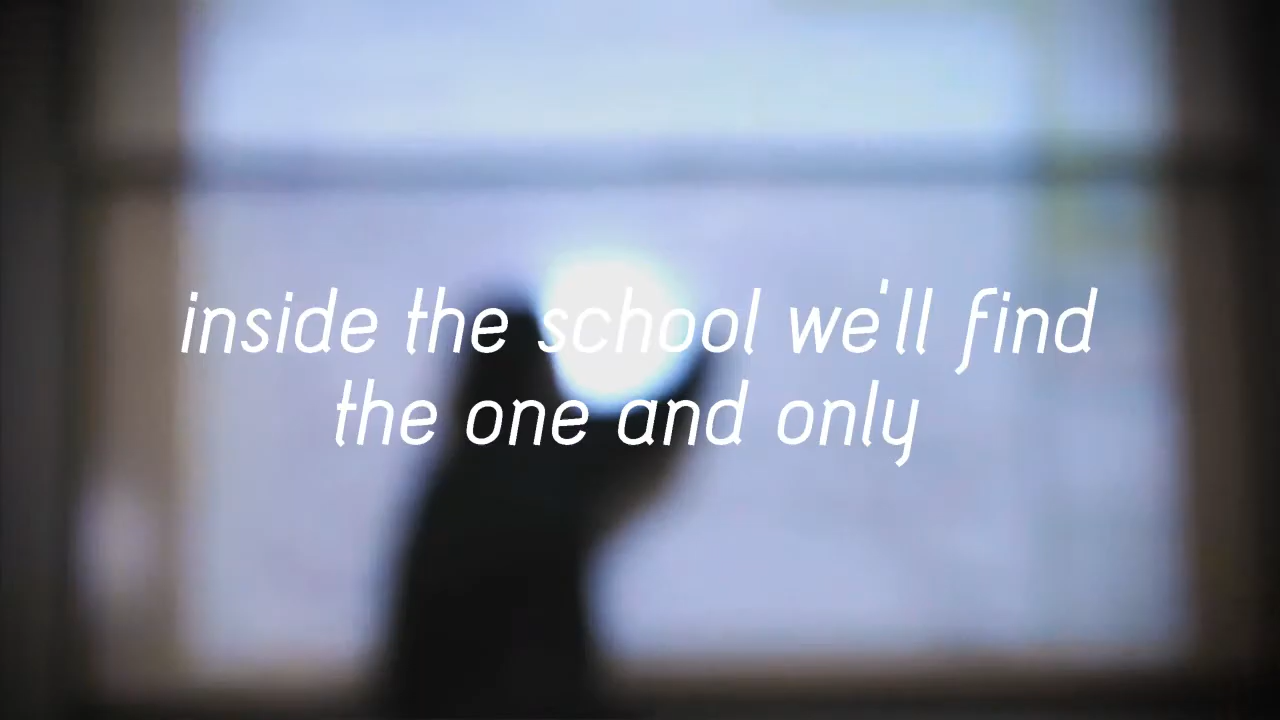 inside the school we'll find
the one and only